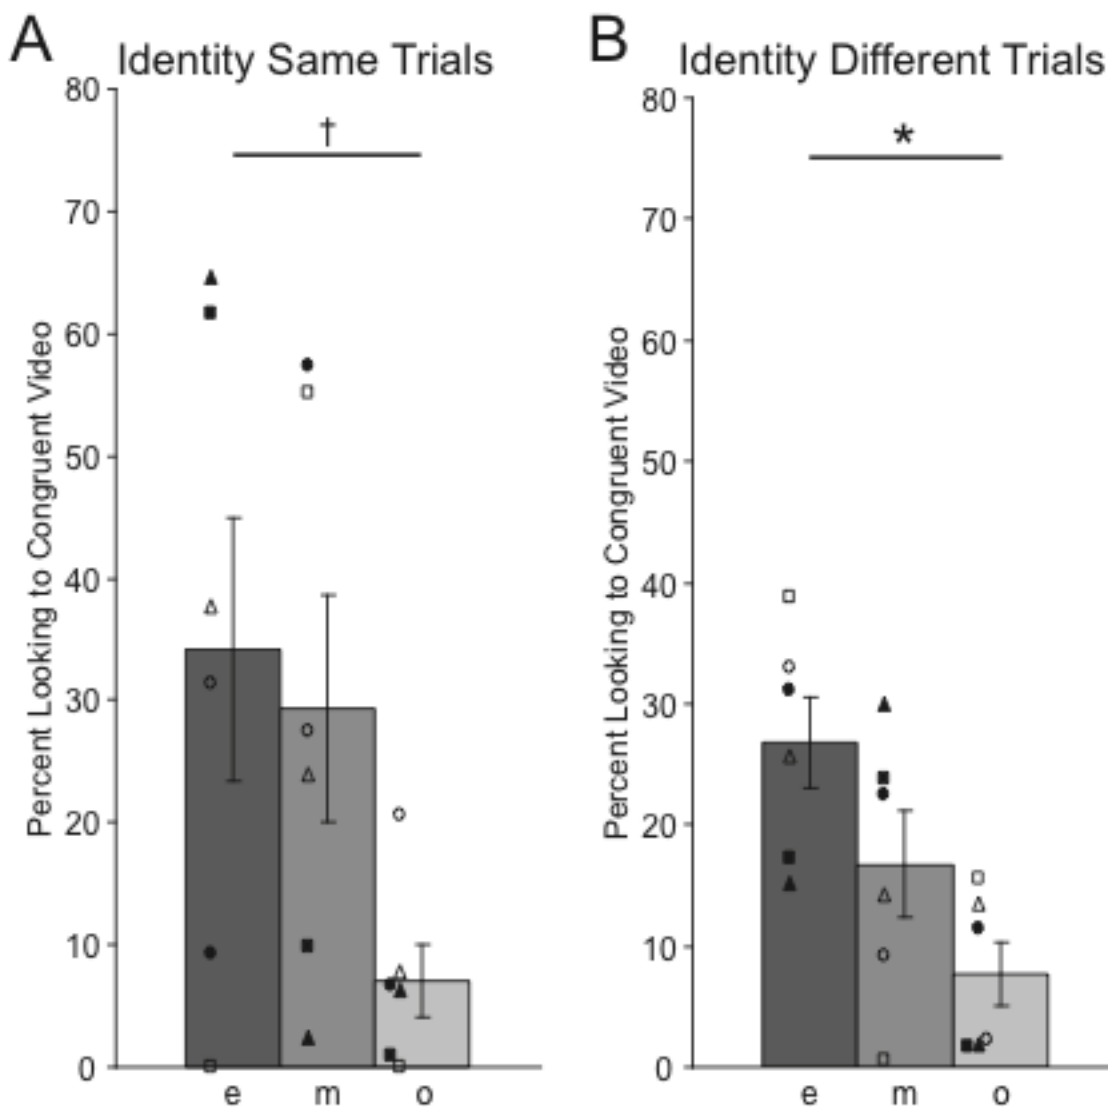 A
Identity Same Trials
80
†
70
60
50
40
30
20
10
0
Percent Looking to Congruent Video
e m o
B
Identity Different Trials
80
*
70
60
50
40
30
20
10
0
Percent Looking to Congruent Video
e m o